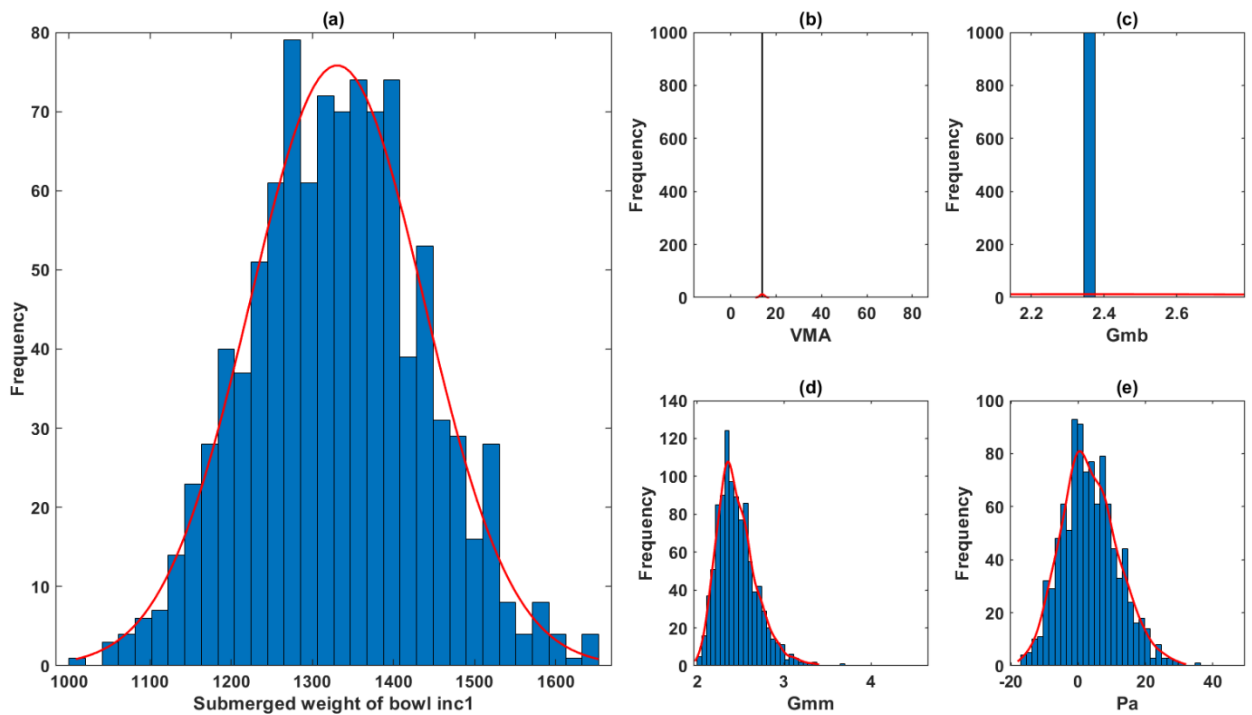 (a)
80
70
60
50
40
30
20
10
0
Frequency
1000 1100 1200 1300 1400 1500 1600
Submerged weight of bowl inc1
(b)
1000
800
600
400
200
0
Frequency
0 20 40 60 80
VMA
(c)
1000
800
600
400
200
0
Frequency
2.2 2.4 2.6
Gmb
(d)
140
120
100
80
60
40
20
0
Frequency
2 3 4
Gmm
(e)
100
80
60
40
20
0
Frequency
-20 0 20 40
Pa